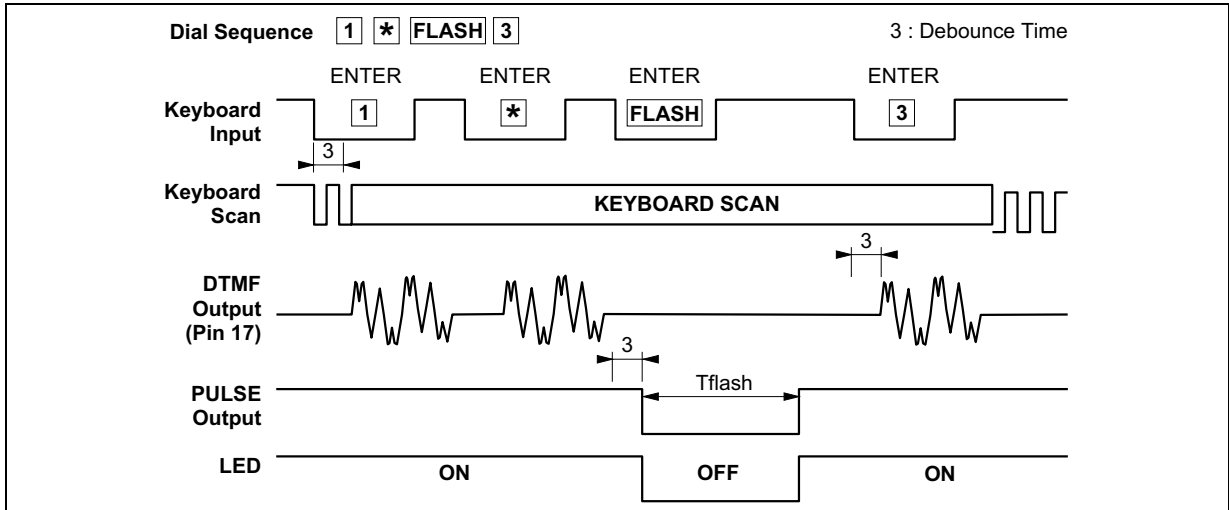 Dial Sequence 1 * FLASH 3
3 : Debounce Time
ENTER ENTER ENTER ENTER
Keyboard Input
1 * FLASH 3
3
Keyboard Scan
KEYBOARD SCAN
3
DTMF Output (Pin 17)
3
PULSE Output
Tflash
LED
ON OFF ON